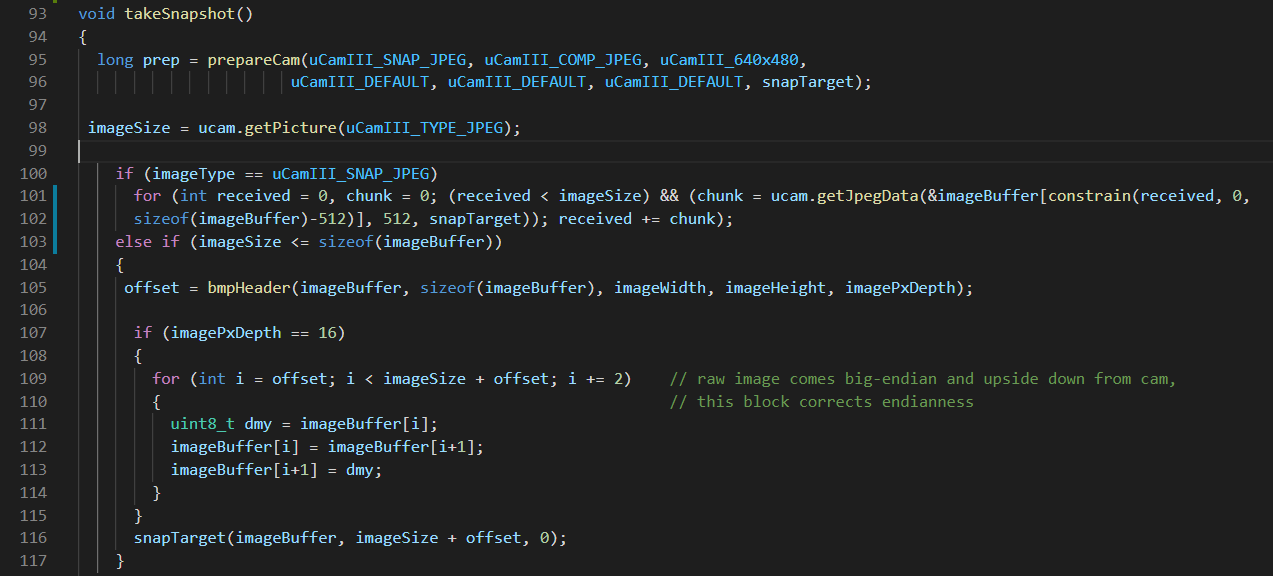 93 void takeSnapshot()
94 {
95 long prep = prepareCam(uCamIII_SNAP_JPEG, uCamIII_COMP_JPEG, uCamIII_640x480,
96 uCamIII_DEFAULT, uCamIII_DEFAULT, uCamIII_DEFAULT, snapTarget);
97
98 imageSize = ucam.getPicture(uCamIII_TYPE_JPEG);
99
100 if (imageType == uCamIII_SNAP_JPEG)
101 for (int received = 0, chunk = 0; (received < imageSize) && (chunk = ucam.getJpegData(&imageBuffer[constrain(received, 0,
102 sizeof(imageBuffer)-512)], 512, snapTarget)); received += chunk);
103 else if (imageSize <= sizeof(imageBuffer))
104 {
105 offset = bmpHeader(imageBuffer, sizeof(imageBuffer), imageWidth, imageHeight, imagePxDepth);
106
107 if (imagePxDepth == 16)
108 {
109 for (int i = offset; i < imageSize + offset; i += 2) // raw image comes big-endian and upside down from cam,
110 { // this block corrects endianness
111 uint8_t dmy = imageBuffer[i];
112 imageBuffer[i] = imageBuffer[i+1];
113 imageBuffer[i+1] = dmy;
114 }
115 }
116 snapTarget(imageBuffer, imageSize + offset, 0);
117 }